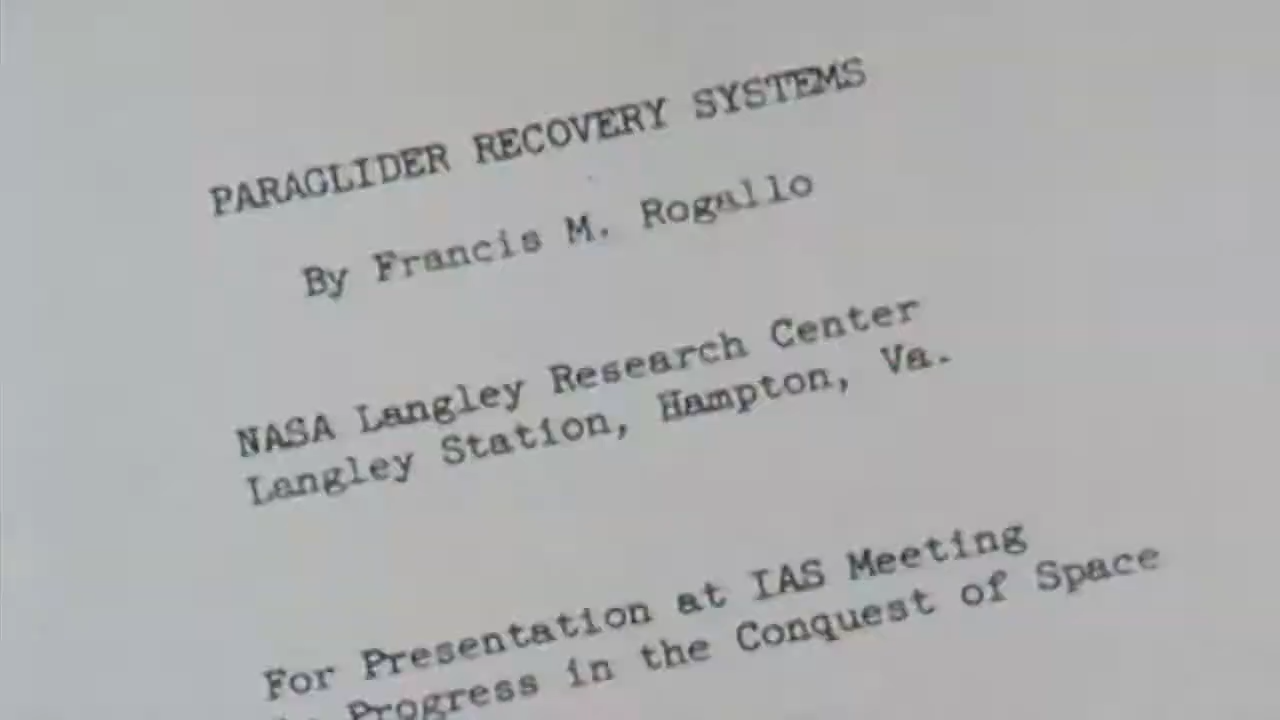 PARAGLIDER RECOVERY SYSTEMS
By Francis M. Rogallo
NASA Langley Research Center
Langley Station, Hampton, Va.
For Presentation at IAS Meeting
Progress in the Conquest of Space